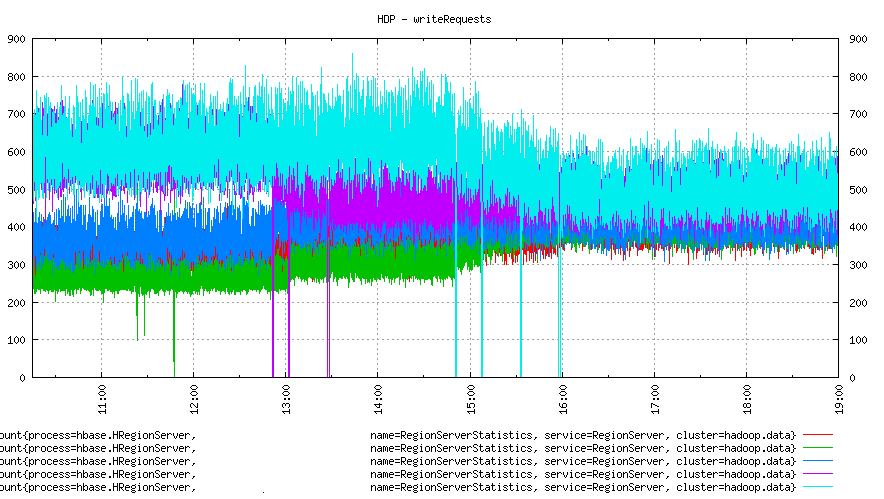 HDP - writeRequests
900 900
800 800
700 700
600 600
500 500
400 400
300 300
200 200
100 100
0 0
11:00 12:00 13:00 14:00 15:00 16:00 17:00 18:00 19:00
ount{process=hbase.HRegionServer, name=RegionServerStatistics, service=RegionServer, cluster=hadoop.data}
ount{process=hbase.HRegionServer, name=RegionServerStatistics, service=RegionServer, cluster=hadoop.data}
ount{process=hbase.HRegionServer, name=RegionServerStatistics, service=RegionServer, cluster=hadoop.data}
ount{process=hbase.HRegionServer, name=RegionServerStatistics, service=RegionServer, cluster=hadoop.data}
ount{process=hbase.HRegionServer, name=RegionServerStatistics, service=RegionServer, cluster=hadoop.data}